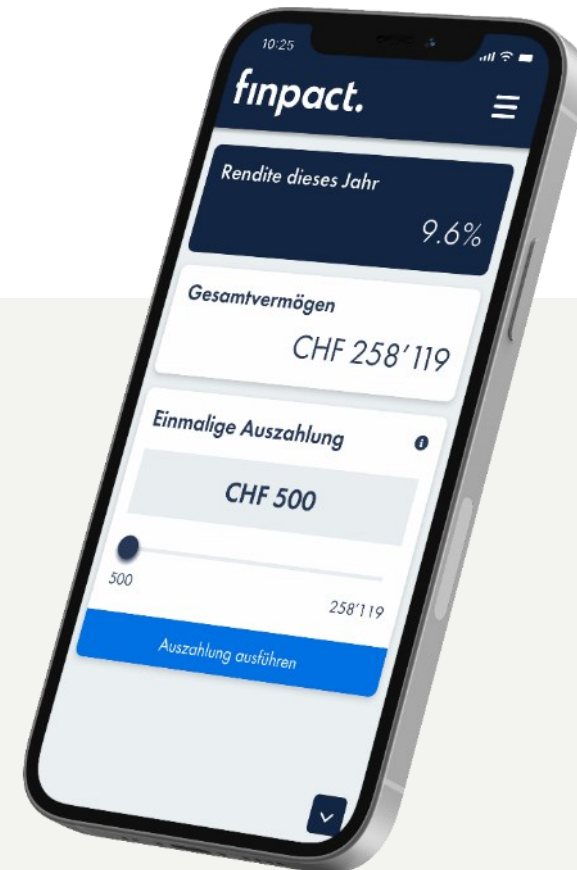 10:25
finpact.
Rendite dieses Jahr
9.6%
Gesamtvermögen
CHF 258’119
Einmalige Auszahlung
CHF 500
500
258’119
Auszahlung ausführen